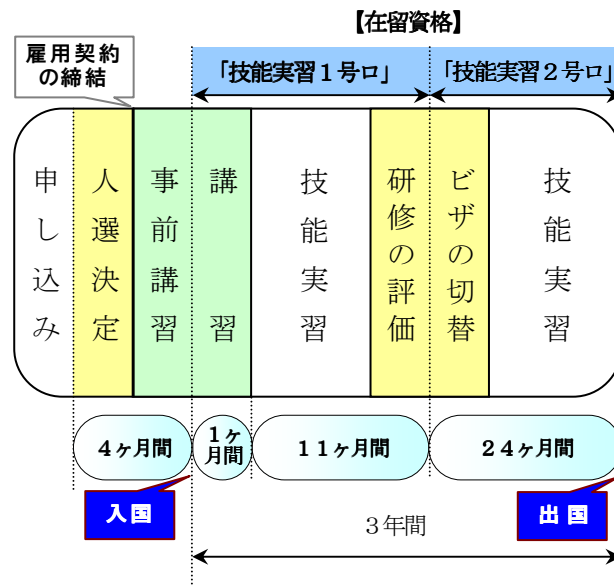 【在留資格】
雇用契約
の締結
「技能実習１号ロ」
「技能実習２号ロ」
申し込み
人選決定
事前講習
講習
技能実習
研修の評価
ビザの切替
技能実習
４ヶ月間
１ヶ
月間
１１ヶ月間
２４ヶ月間
入国
出国
３年間